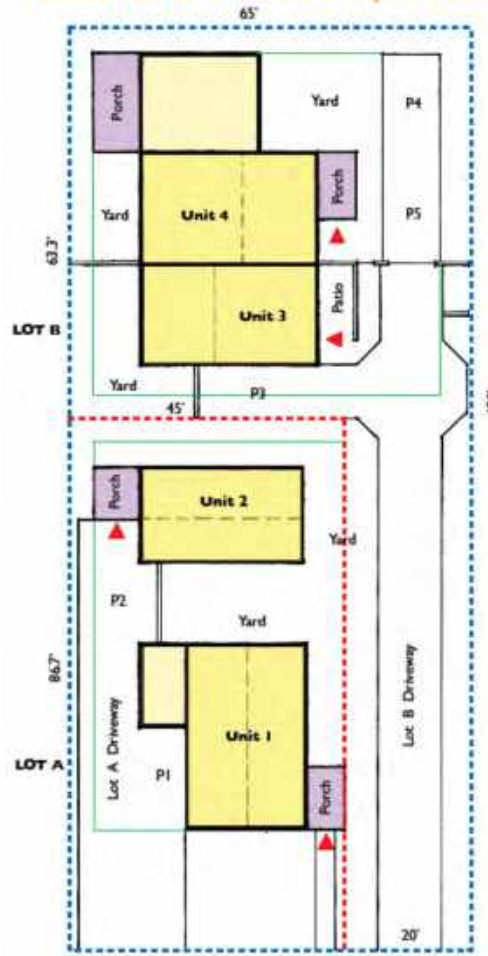 65'
Porch
Yard
P4
Yard
Unit 4
Porch
P5
63.3'
LOT B
Unit 3
Patio
Yard
P3
45'
Porch
Unit 2
Yard
P2
Yard
86.7'
Lot A Driveway
Lot B Driveway
LOT A
P1
Unit 1
Porch
20'